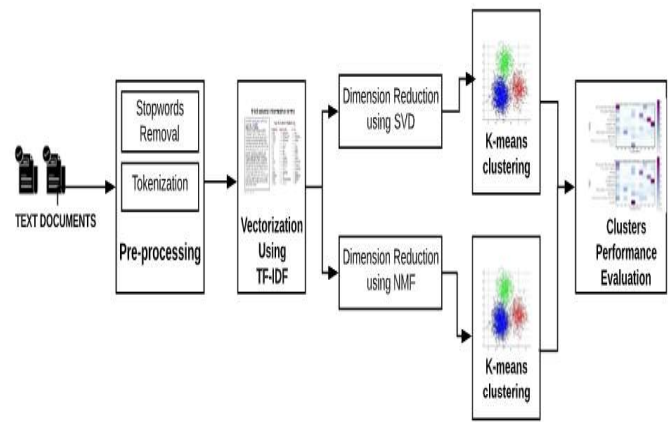 TEXT DOCUMENTS
Stopwords
Removal
Tokenization
Pre-processing
Vectorization
Using
TF-IDF
Dimension Reduction
using SVD
K-means
clustering
Dimension Reduction
using NMF
K-means
clustering
Clusters
Performance
Evaluation